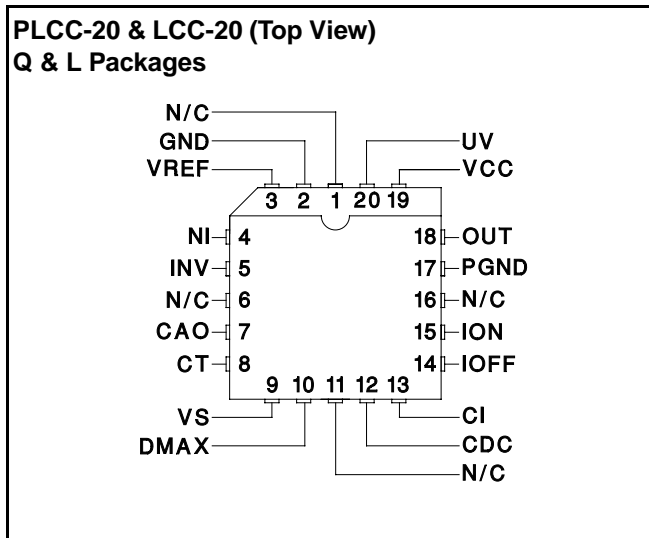 PLCC-20 & LCC-20 (Top View)
Q & L Packages
N/C
GND UV
VREF VCC
3 2 1 20 19
NI 4 18 OUT
INV 5 17 PGND
N/C 6 16 N/C
CAO 7 15 ION
CT 8 14 IOFF
9 10 11 12 13
VS CI
DMAX CDC
N/C